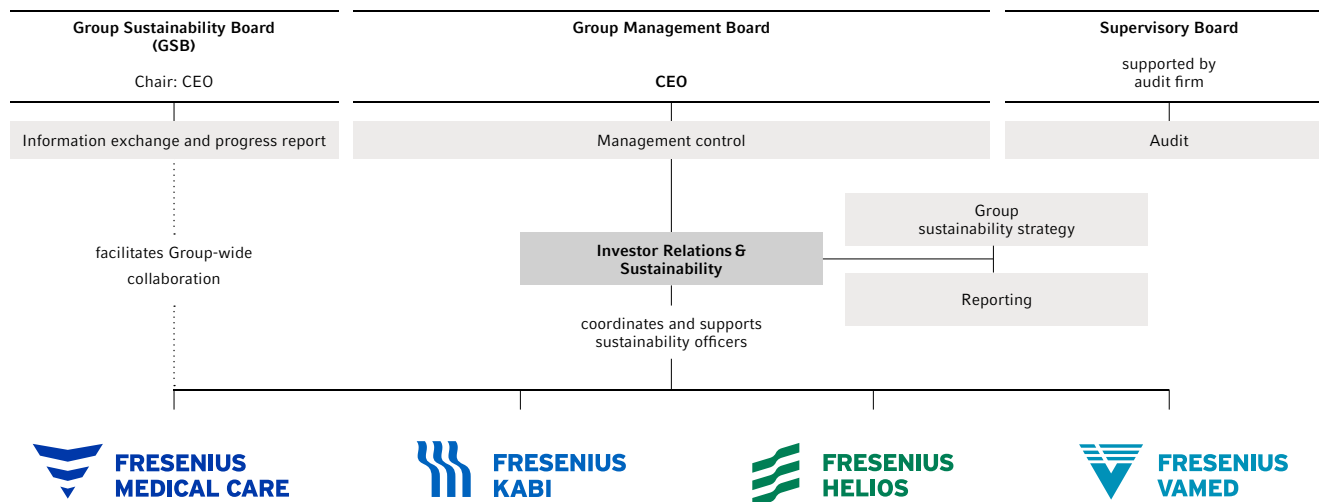 Group Sustainability Board
(GSB)
Chair: CEO
Information exchange and progress report
facilitates Group-wide
collaboration
Group Management Board
CEO
Management control
Investor Relations &
Sustainability
Group
sustainability strategy
Reporting
coordinates and supports
sustainability officers
Supervisory Board
supported by
audit firm
Audit
FRESENIUS
MEDICAL CARE
FRESENIUS
KABI
FRESENIUS
HELIOS
FRESENIUS
VAMED